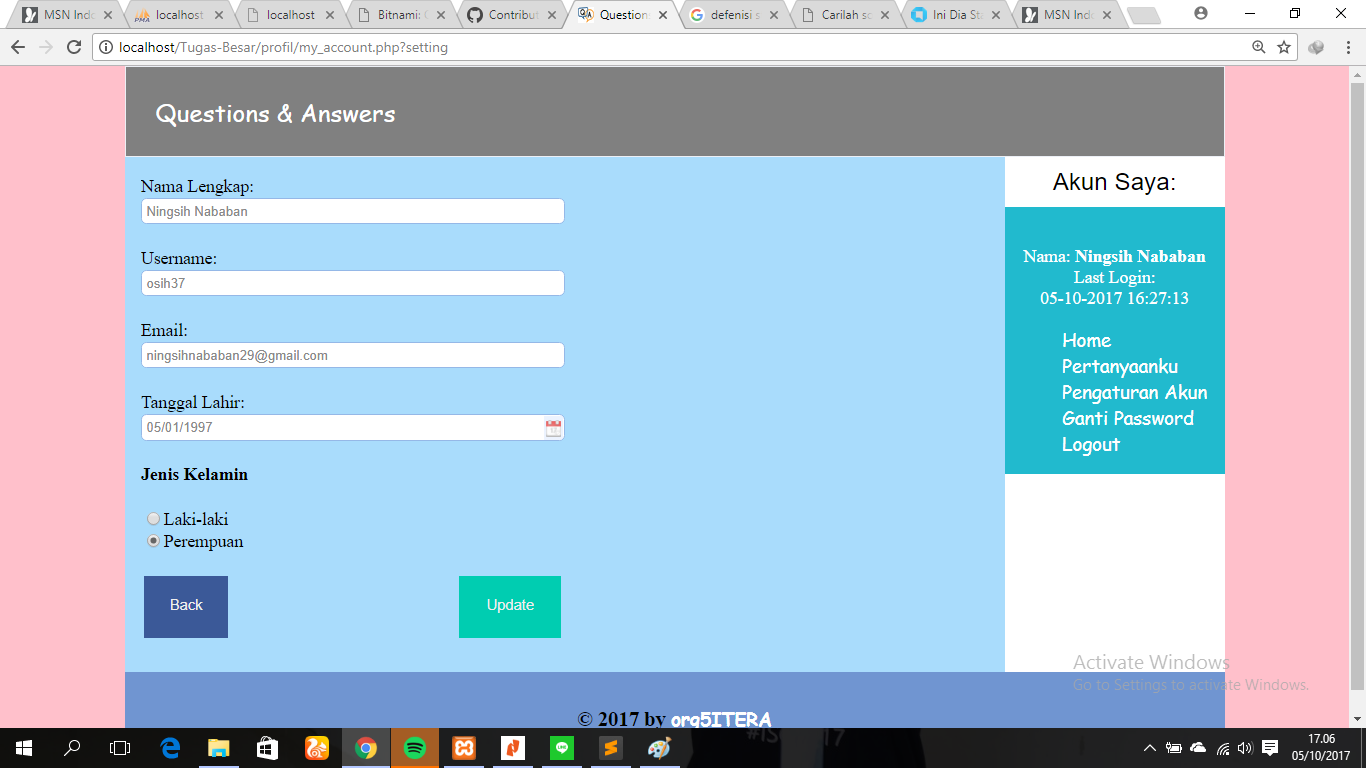 MSN Indo
localhost
localhost
Bitnami:
Contribut
Question
defenisi s
Carilah so
Ini Dia St
MSN Indo
localhost/Tugas-Besar/profil/my_account.php?setting
Questions & Answers
Nama Lengkap:
Ningsih Nababan
Username:
osih37
Email:
ningsihnababan29@gmail.com
Tanggal Lahir:
05/01/1997
Jenis Kelamin
Laki-laki
Perempuan
Back
Update
Akun Saya:
Nama: Ningsih Nababan
Last Login:
05-10-2017 16:27:13
Home
Pertanyaanku
Pengaturan Akun
Ganti Password
Logout
Activate Windows
Go to Settings to activate Windows.
© 2017 by org5ITERA
17.06
05/10/2017